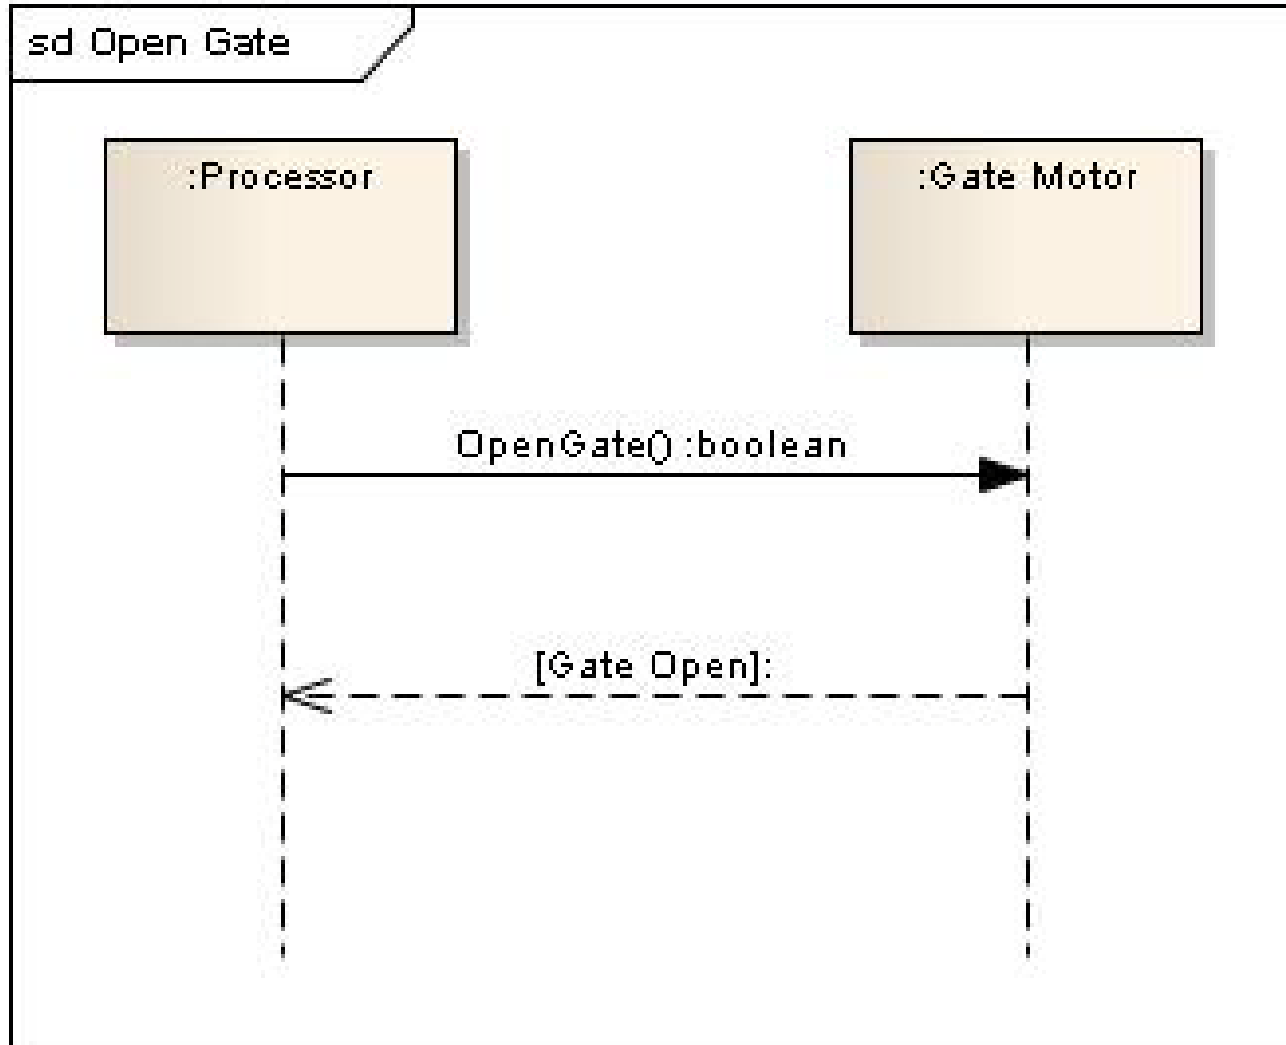 sd Open Gate
:Processor
:Gate Motor
OpenGate() :boolean
[Gate Open]: